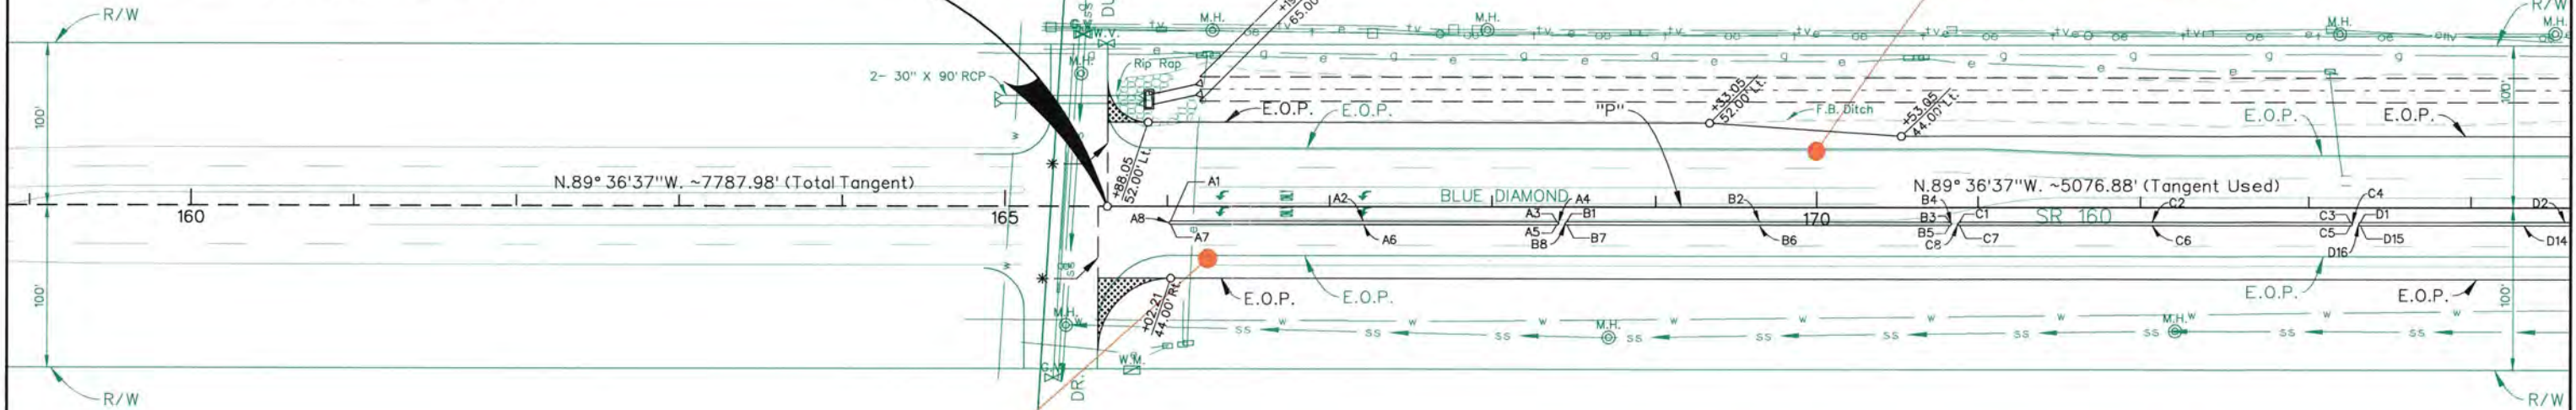 R/W
R/W
M.H.
M.H.
M.H.
M.H.
W.V.
M.H.
Rip Rap
2- 30" X 90' RCP
+33.05
52.00' Lt.
"P"
F.B. Ditch
+53.05
44.00' Lt.
E.O.P.
E.O.P.
E.O.P.
E.O.P.
100'
100'
+88.05
52.00' Lt.
N.89° 36'37"W. ~7787.98' (Total Tangent)
A1
A2
BLUE DIAMOND
A4
B2
N.89° 36'37"W. ~5076.88' (Tangent Used)
B4
C2
C4
160
165
A8
A3
B1
170
B3
C1
SR 160
C3
D1
D2
A7
A6
A5
B8
B7
B6
B5
C8
C7
C6
C5
D16
D15
D14
100'
100'
E.O.P.
E.O.P.
E.O.P.
E.O.P.
+02.21
44.00' Rt.
M.H.
M.H.
M.H.
W.M.
DR.
R/W
R/W